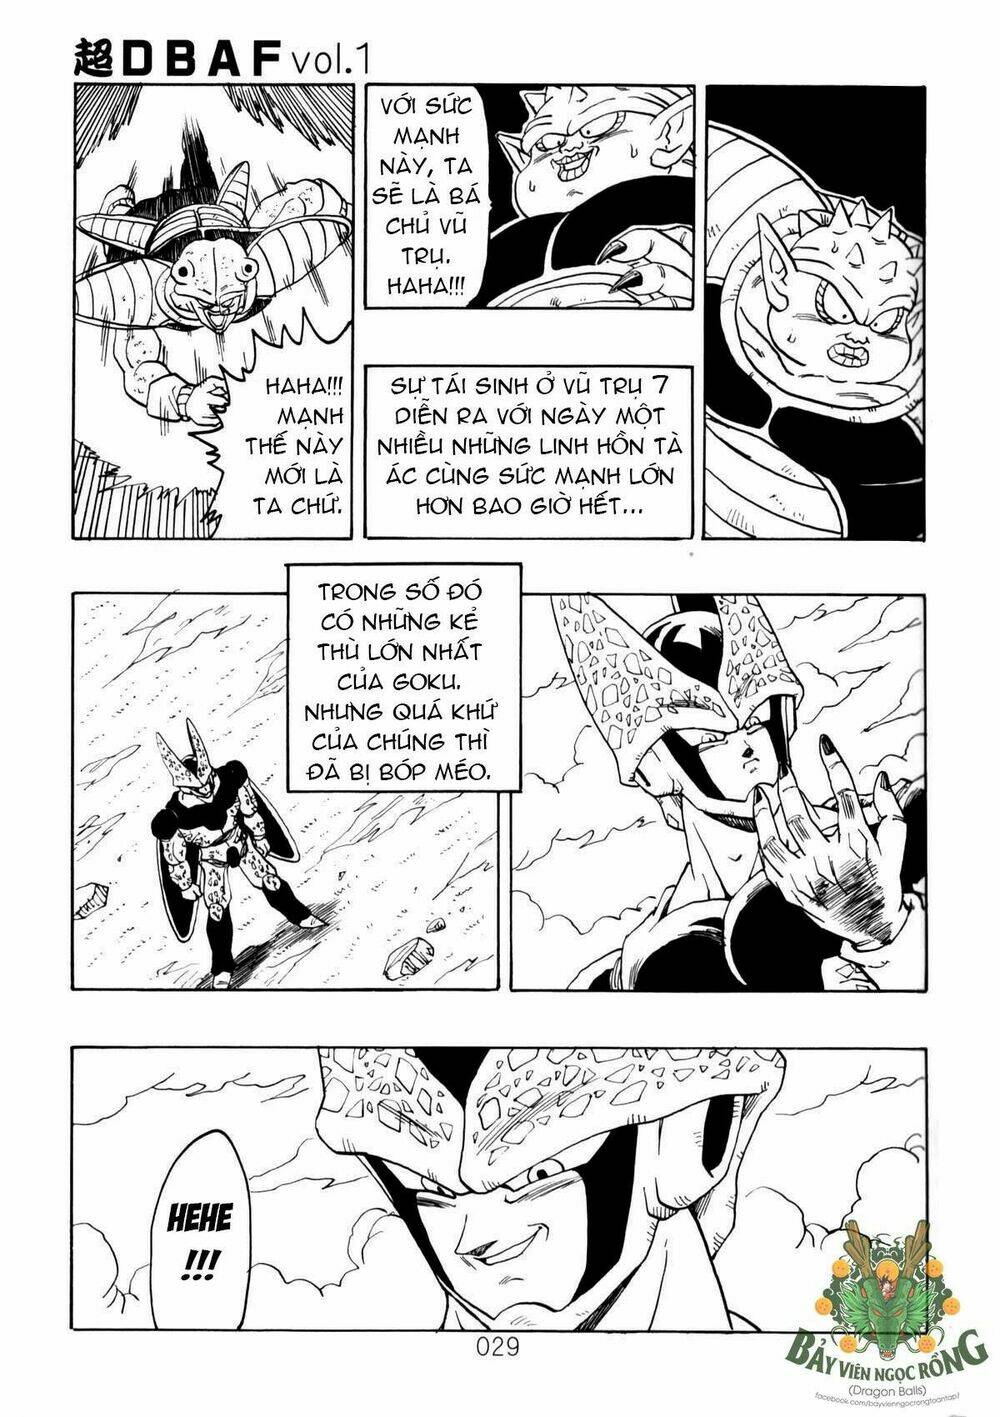 超DBAF vol.1
VỚI SỨC
MẠNH
NÀY, TA
SẼ LÀ BÁ
CHỦ VŨ
TRỤ.
HAHA!!!
HAHA!!!
MẠNH
THẾ NÀY
MỚI LÀ
TA CHỨ.
SỰ TÁI SINH Ở VŨ TRỤ 7
DIỄN RA VỚI NGÀY MỘT
NHIỀU NHỮNG LINH HỒN TÀ
ÁC CÙNG SỨC MẠNH LỚN
HƠN BAO GIỜ HẾT...
TRONG SỐ ĐÓ
CÓ NHỮNG KẺ
THÙ LỚN NHẤT
CỦA GOKU.
NHƯNG QUÁ KHỨ
CỦA CHÚNG THÌ
ĐÃ BỊ BÓP MÉO.
HEHE
!!!
029
BẢY VIÊN NGỌC RỒNG
(Dragon Balls)
facebook.com/bayvienngocrongtoantap/